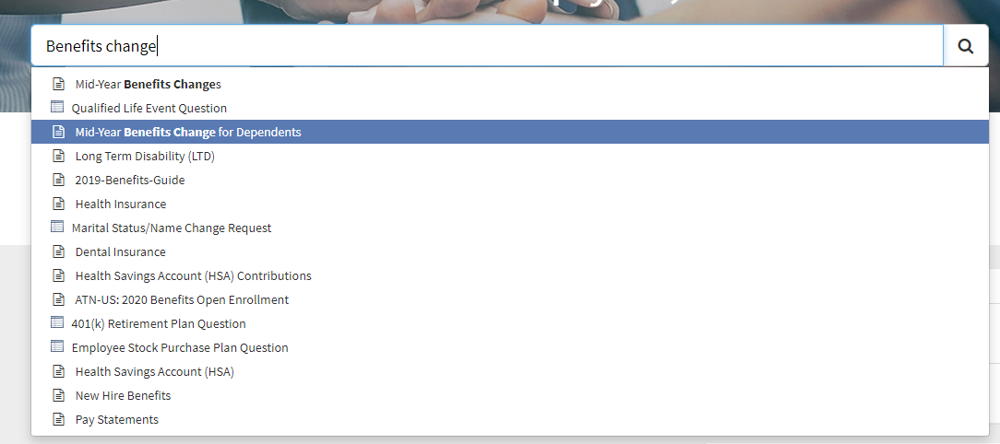 Benefits change
Mid-Year Benefits Changes
Qualified Life Event Question
Mid-Year Benefits Change for Dependents
Long Term Disability (LTD)
2019-Benefits-Guide
Health Insurance
Marital Status/Name Change Request
Dental Insurance
Health Savings Account (HSA) Contributions
ATN-US: 2020 Benefits Open Enrollment
401(k) Retirement Plan Question
Employee Stock Purchase Plan Question
Health Savings Account (HSA)
New Hire Benefits
Pay Statements